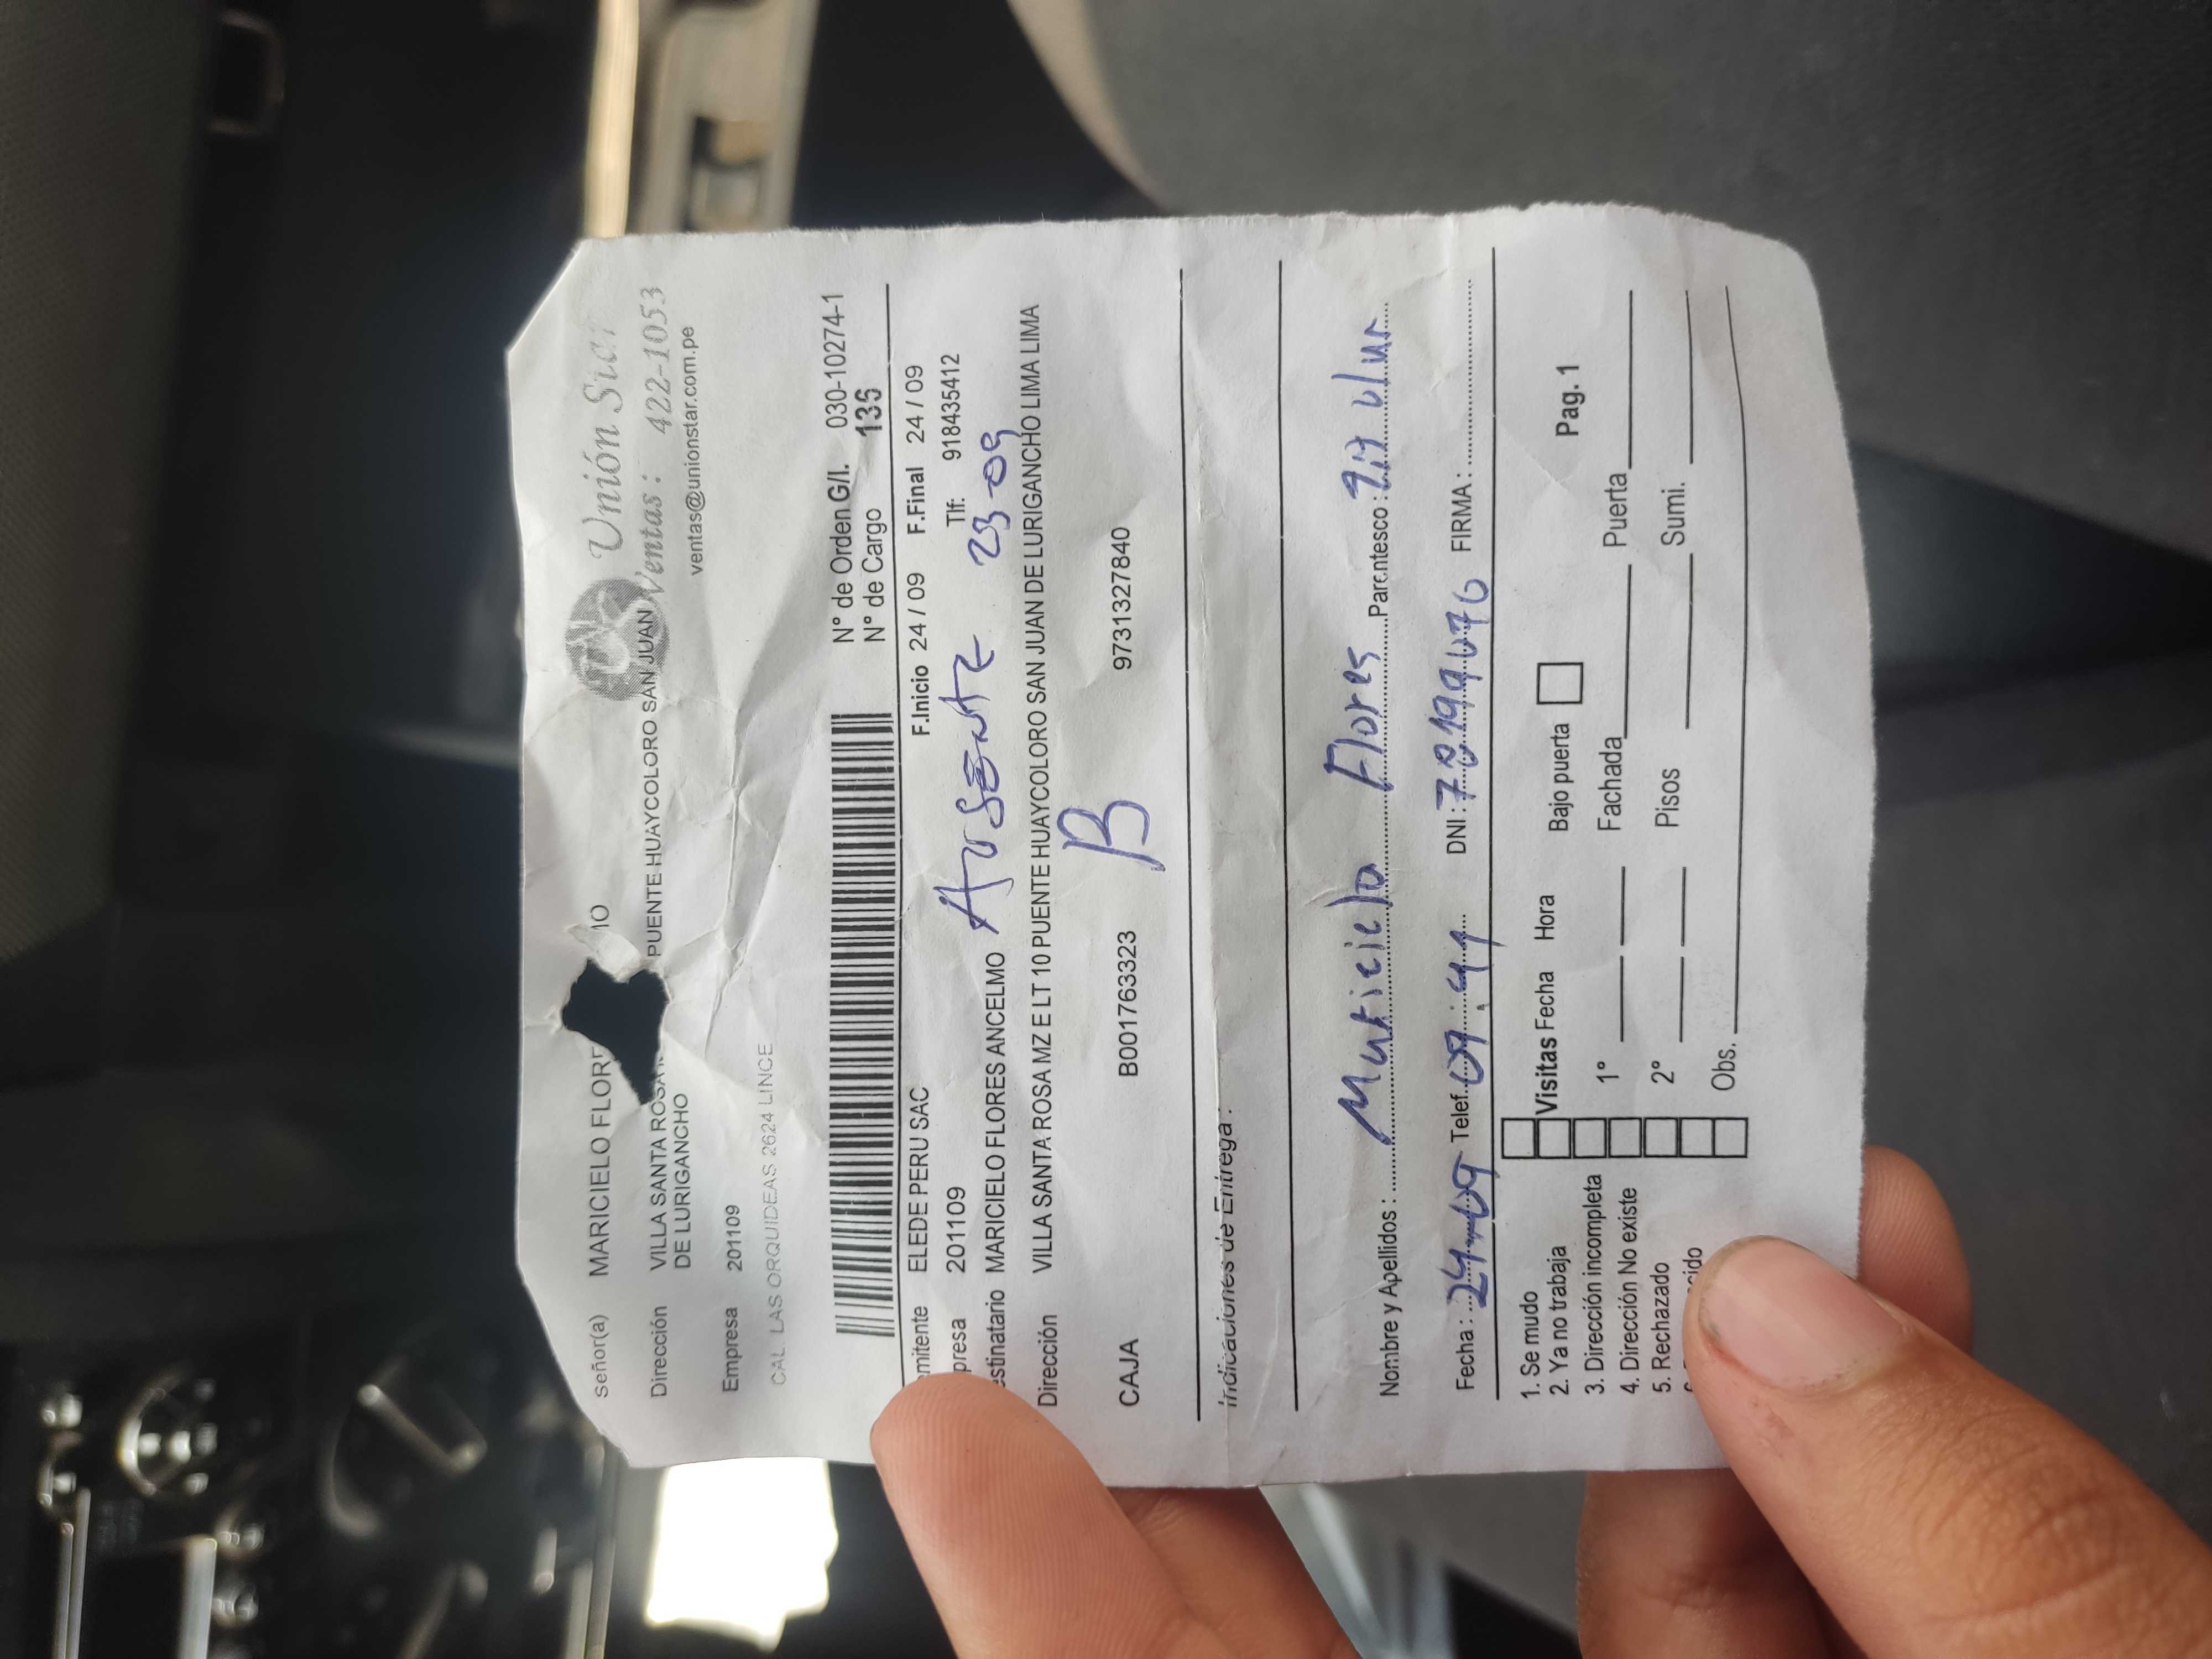 Unión
señor(a) MARICIELO FLOR IO
Ventas : 422-1053
Dirección VILLA SANTA ROSA PUENTE HUAYCOLORO SAN JUAN
DE LURIGANCHO
ventas@unionstar.com.pe
Empresa 201109
CAL LAS ORQUIDEAS 2624 LINCE
N° de Orden G/I. 030-10274-1
N° de Cargo 136
mitente ELEDE PERU SAC F.Inicio 24 / 09 F.Final 24 / 09
presa 201109 Tlf: 918435412
estinatario MARICIELO FLORES ANCELMO AUSENTE 23-09
Dirección VILLA SANTA ROSA MZ E LT 10 PUENTE HUAYCOLORO SAN JUAN DE LURIGANCHO LIMA LIMA
B
CAJA B001763323 9731327840
Indicaciones de Entrega :
Nombre y Apellidos : Maricielo Flores Parentesco :
Fecha : 24-09 Telef. DNI : FIRMA :
1. Se mudo
2. Ya no trabaja Visitas Fecha Hora Bajo puerta Pag. 1
3. Dirección incompleta 1° Fachada Puerta
4. Dirección No existe
5. Rechazado 2° Pisos Sumi.
cido
Obs.